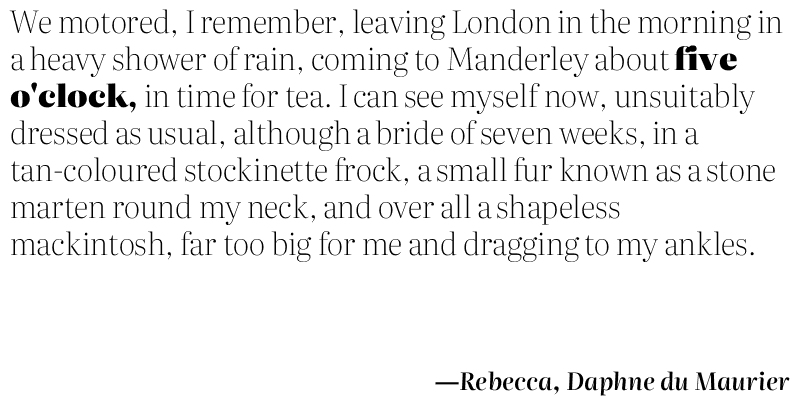 We motored, I remember, leaving London in the morning in
a heavy shower of rain, coming to Manderley about five
o'clock, in time for tea. I can see myself now, unsuitably
dressed as usual, although a bride of seven weeks, in a
tan-coloured stockinette frock, a small fur known as a stone
marten round my neck, and over all a shapeless
mackintosh, far too big for me and dragging to my ankles.
—Rebecca, Daphne du Maurier